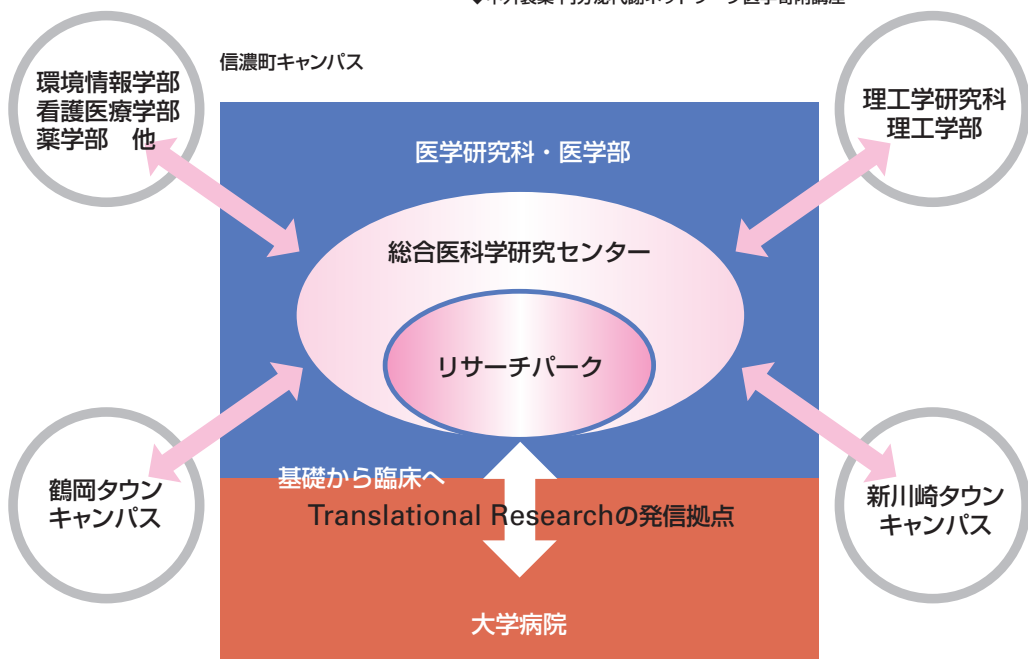 信濃町キャンパス
環境情報学部
看護医療学部
薬学部　他
理工学研究科
理工学部
医学研究科・医学部
総合医科学研究センター
リサーチパーク
鶴岡タウン
キャンパス
新川崎タウン
キャンパス
基礎から臨床へ
Translational Researchの発信拠点
大学病院